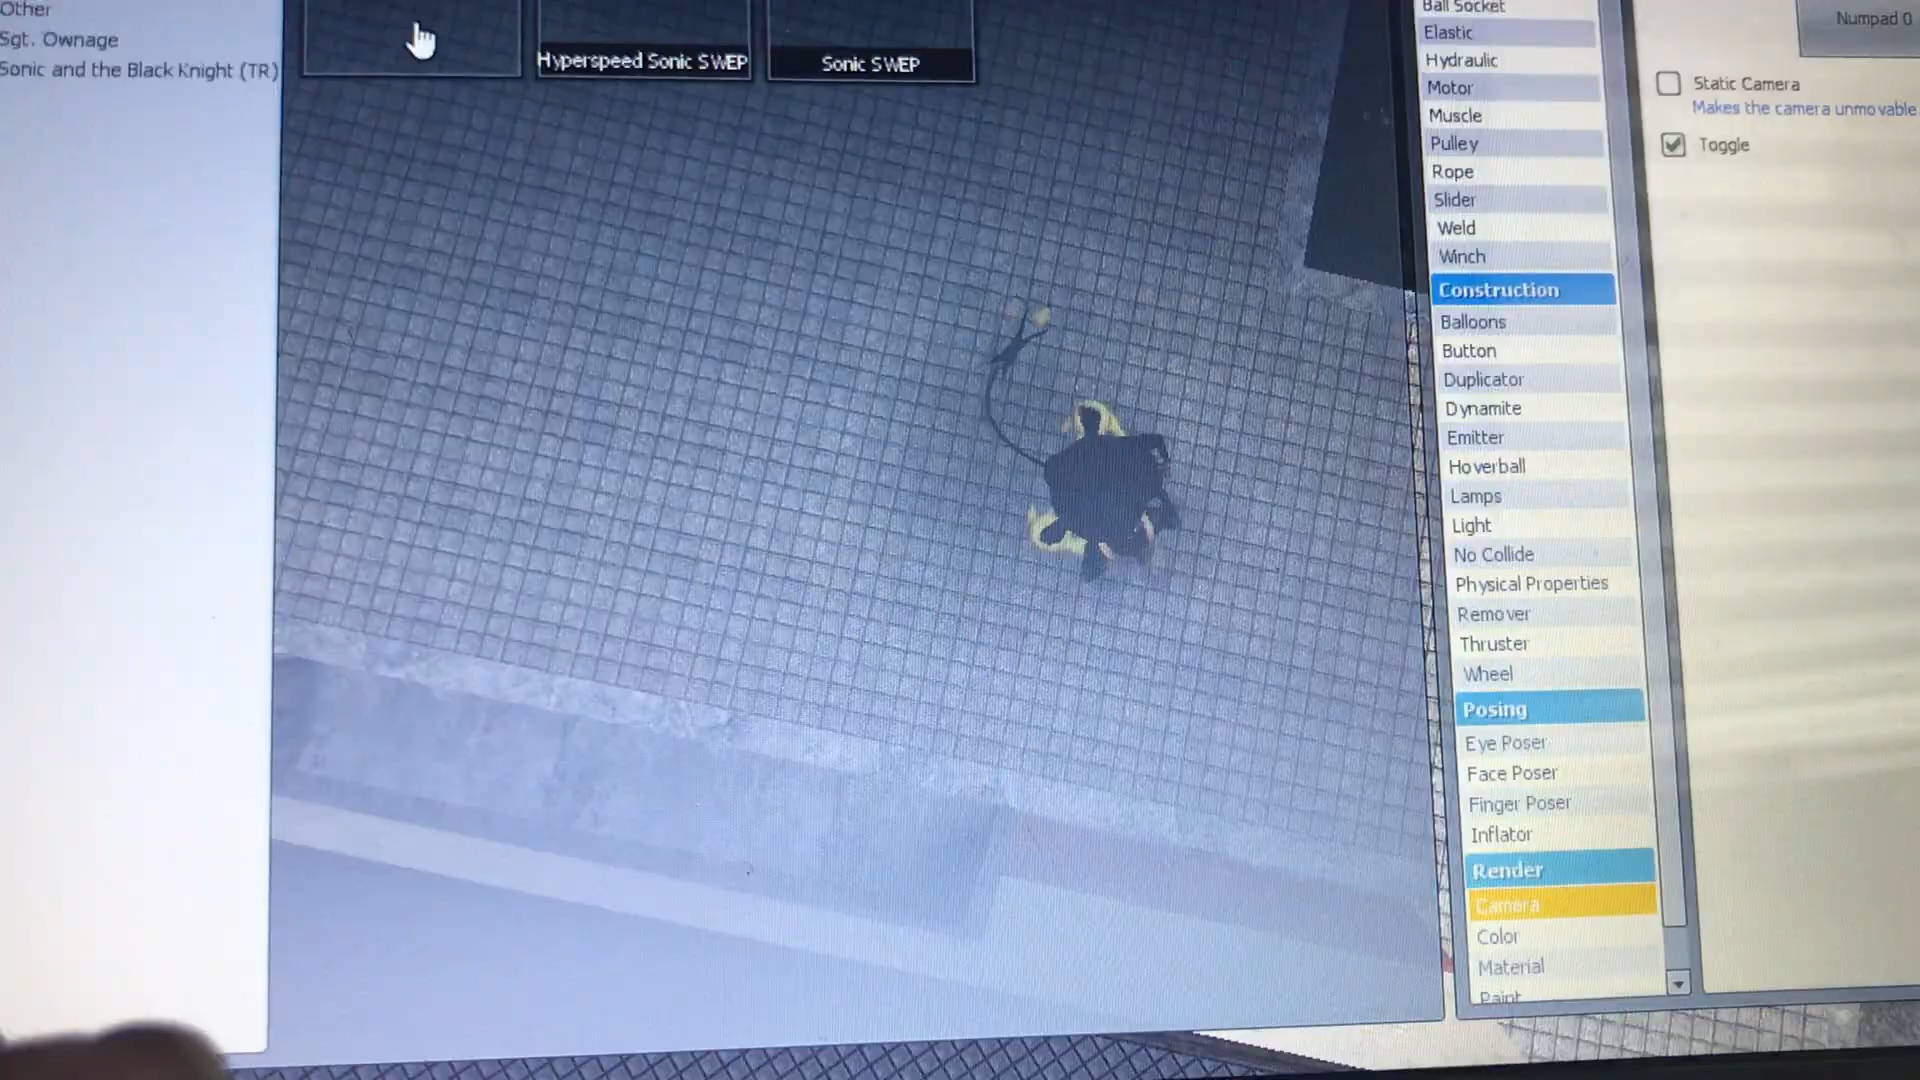 Other
Sgt. Ownage
Sonic and the Black Knight (TR)
Hyperspeed Sonic SWEP
Sonic SWEP
Ball Socket
Elastic
Hydraulic
Motor
Muscle
Pulley
Rope
Slider
Weld
Winch
Construction
Balloons
Button
Duplicator
Dynamite
Emitter
Hoverball
Lamps
Light
No Collide
Physical Properties
Remover
Thruster
Wheel
Posing
Eye Poser
Face Poser
Finger Poser
Inflator
Render
Camera
Color
Material
Paint
Numpad 0
Static Camera
Makes the camera unmovable
Toggle